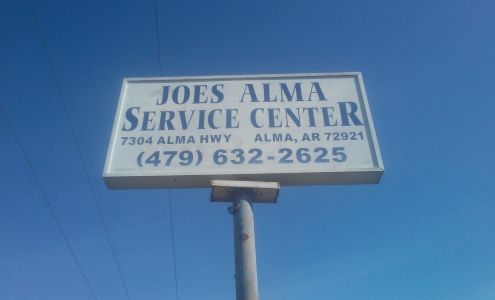 JOES ALMA
SERVICE CENTER
7304 ALMA HWY ALMA, AR 72921
(479) 632-2625